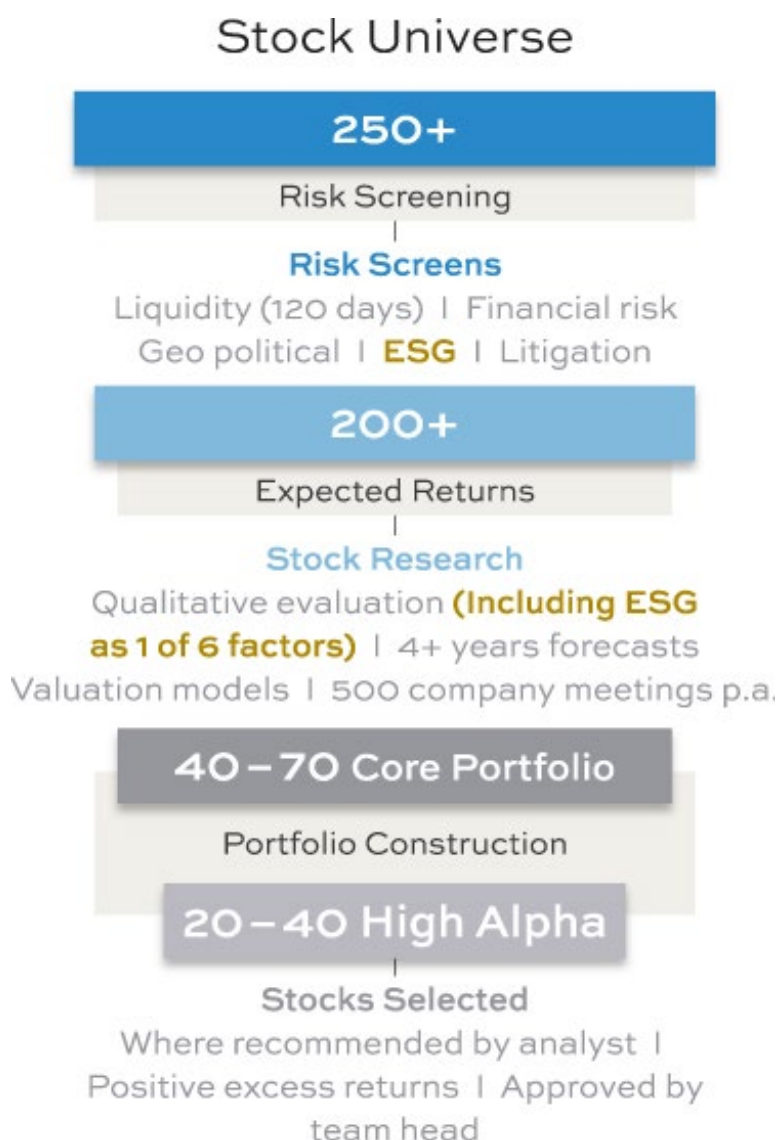 Stock Universe
250+
Risk Screening
Risk Screens
Liquidity (120 days) | Financial risk
Geo political | ESG | Litigation
200+
Expected Returns
Stock Research
Qualitative evaluation (Including ESG
as 1 of 6 factors) | 4+ years forecasts
Valuation models | 500 company meetings p.a.
40 – 70 Core Portfolio
Portfolio Construction
20 – 40 High Alpha
Stocks Selected
Where recommended by analyst |
Positive excess returns | Approved by
team head